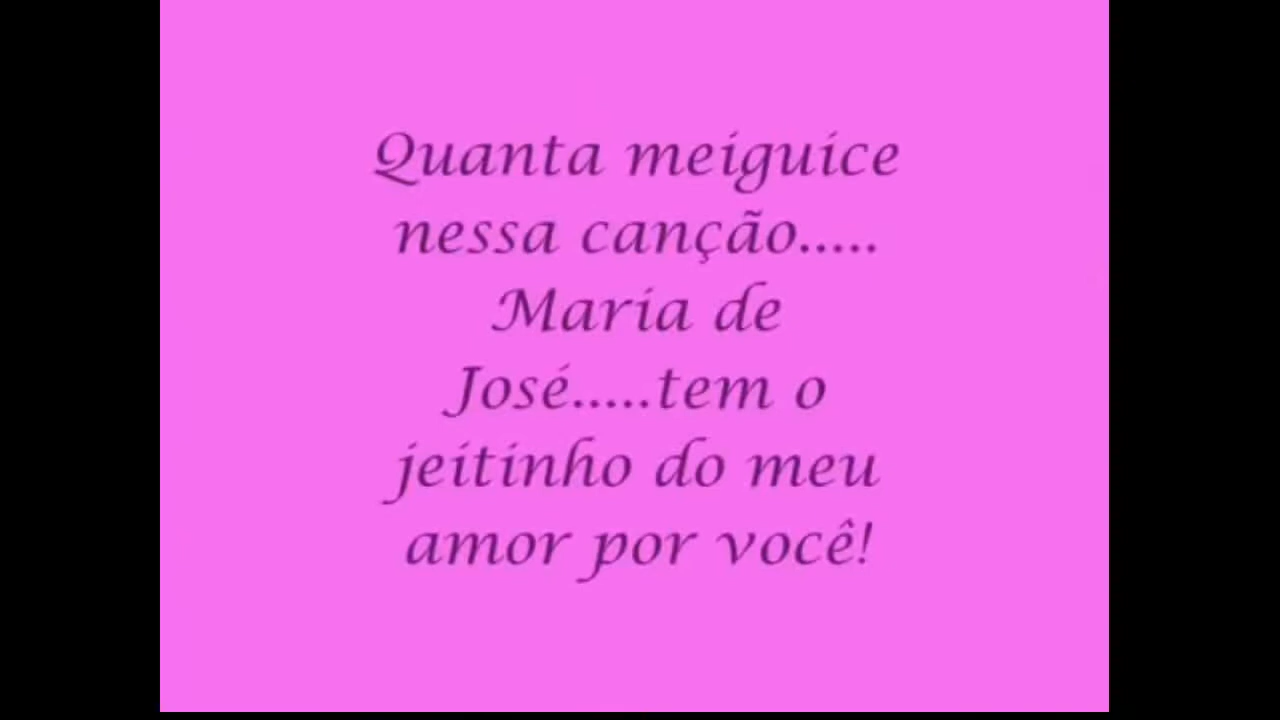 Quanta meiguice
nessa canção.....
Maria de
José.....tem o
jeitinho do meu
amor por você!